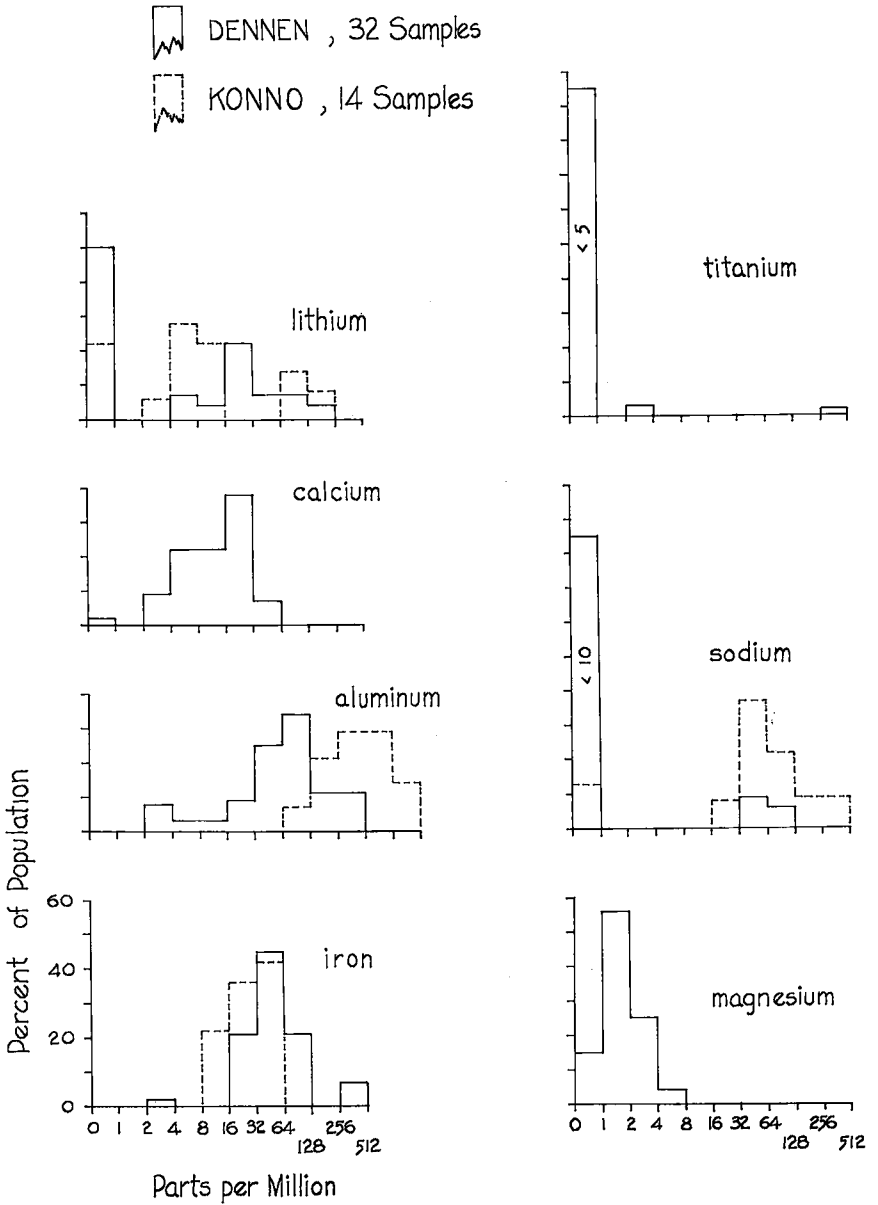 DENNEN , 32 Samples
KONNO , 14 Samples
lithium
< 5
titanium
calcium
aluminum
< 10
sodium
Percent of Population
60
40
20
0
iron
0 1 2 4 8 16 32 64 128 256 512
Parts per Million
magnesium
0 1 2 4 8 16 32 64 128 256 512